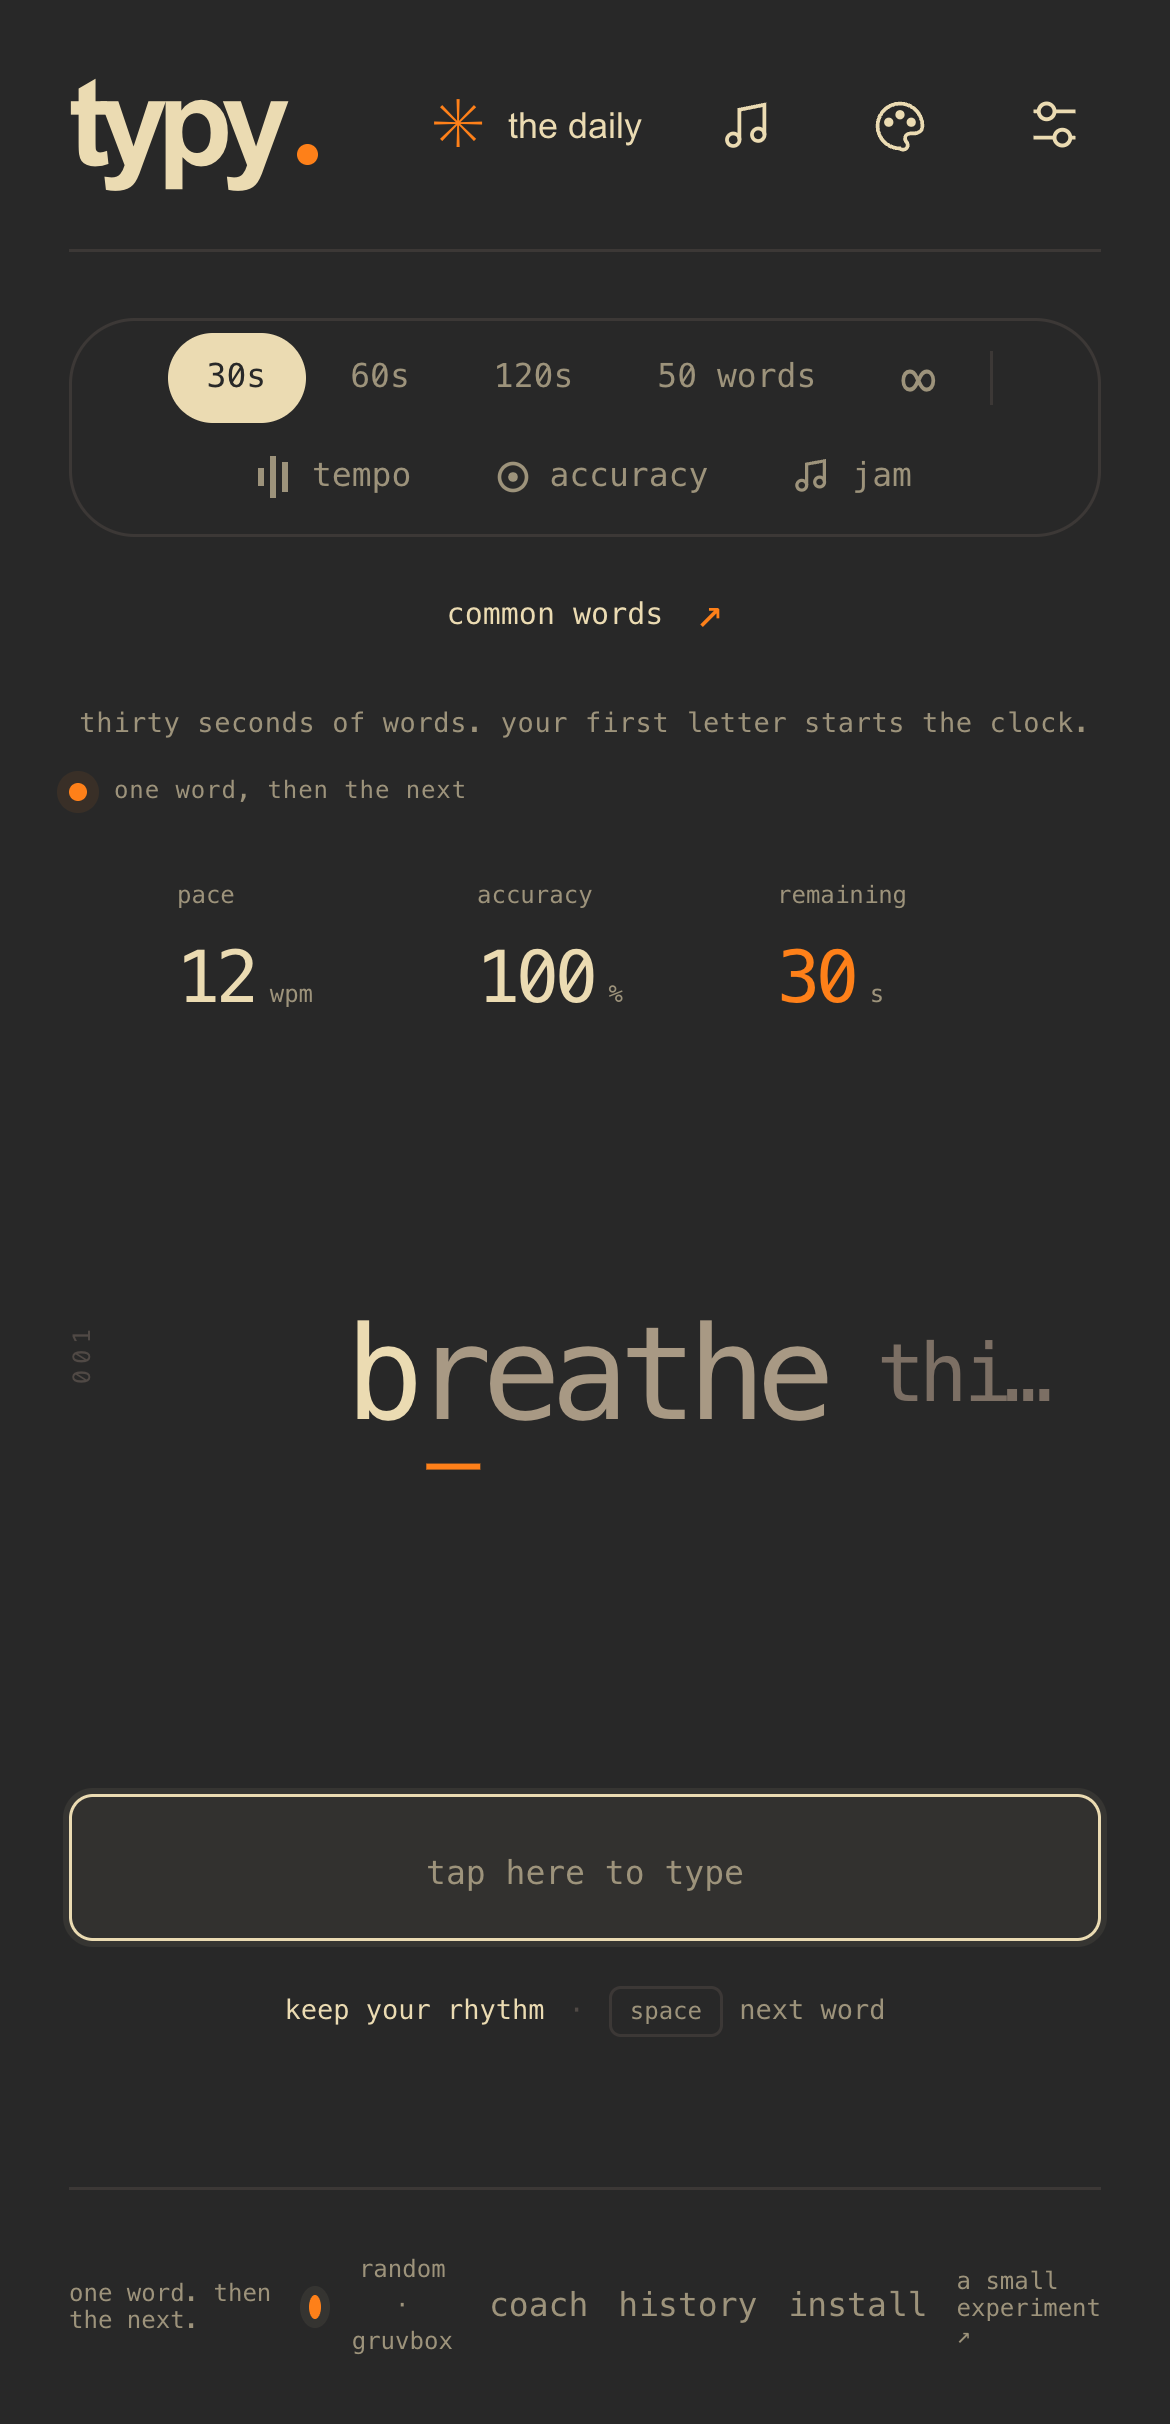 typy.
the daily
30s 60s 120s 50 words ∞
tempo accuracy jam
common words ↗
thirty seconds of words. your first letter starts the clock.
one word, then the next
pace accuracy remaining
12 wpm 100 % 30 s
001
breathe thi…
tap here to type
keep your rhythm · space next word
one word. then
the next.
random
·
gruvbox
coach history install
a small
experiment
↗